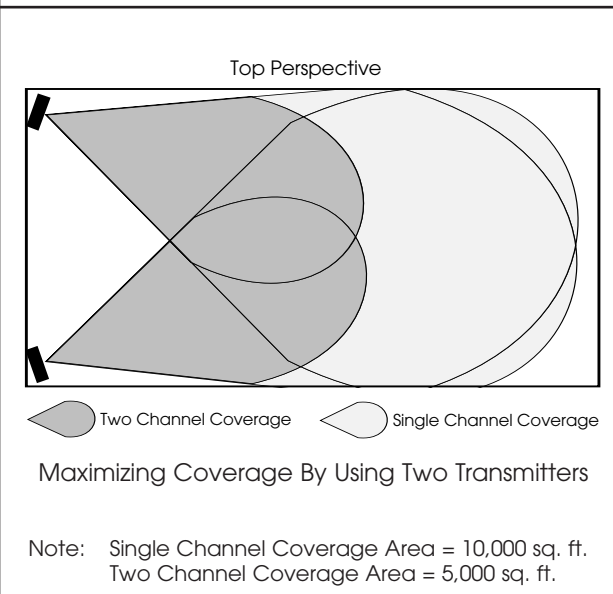 Top Perspective
Two Channel Coverage
Single Channel Coverage
Maximizing Coverage By Using Two Transmitters
Note: Single Channel Coverage Area = 10,000 sq. ft.
Two Channel Coverage Area = 5,000 sq. ft.